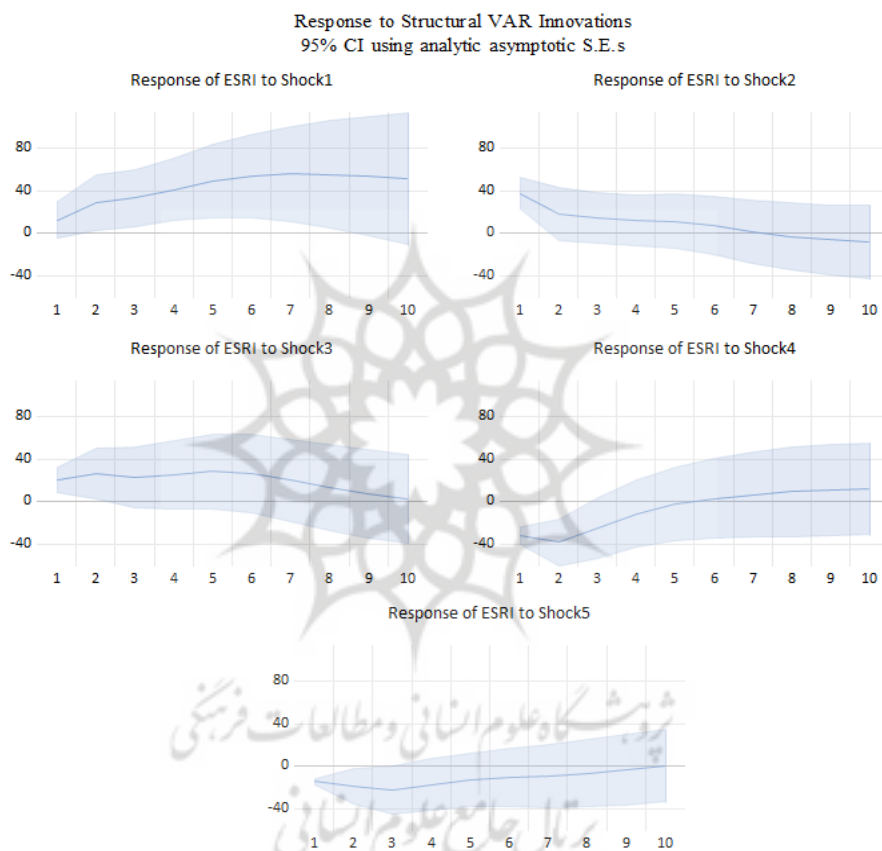 Response to Structural VAR Innovations
95% CI using analytic asymptotic S.E.s
Response of ESRI to Shock1
80
40
0
-40
1 2 3 4 5 6 7 8 9 10
Response of ESRI to Shock2
80
40
0
-40
1 2 3 4 5 6 7 8 9 10
Response of ESRI to Shock3
80
40
0
-40
1 2 3 4 5 6 7 8 9 10
Response of ESRI to Shock4
80
40
0
-40
1 2 3 4 5 6 7 8 9 10
Response of ESRI to Shock5
80
40
0
-40
1 2 3 4 5 6 7 8 9 10
پژوهشگاه علوم انسانی و مطالعات فرهنگی
پرتال جامع علوم انسانی